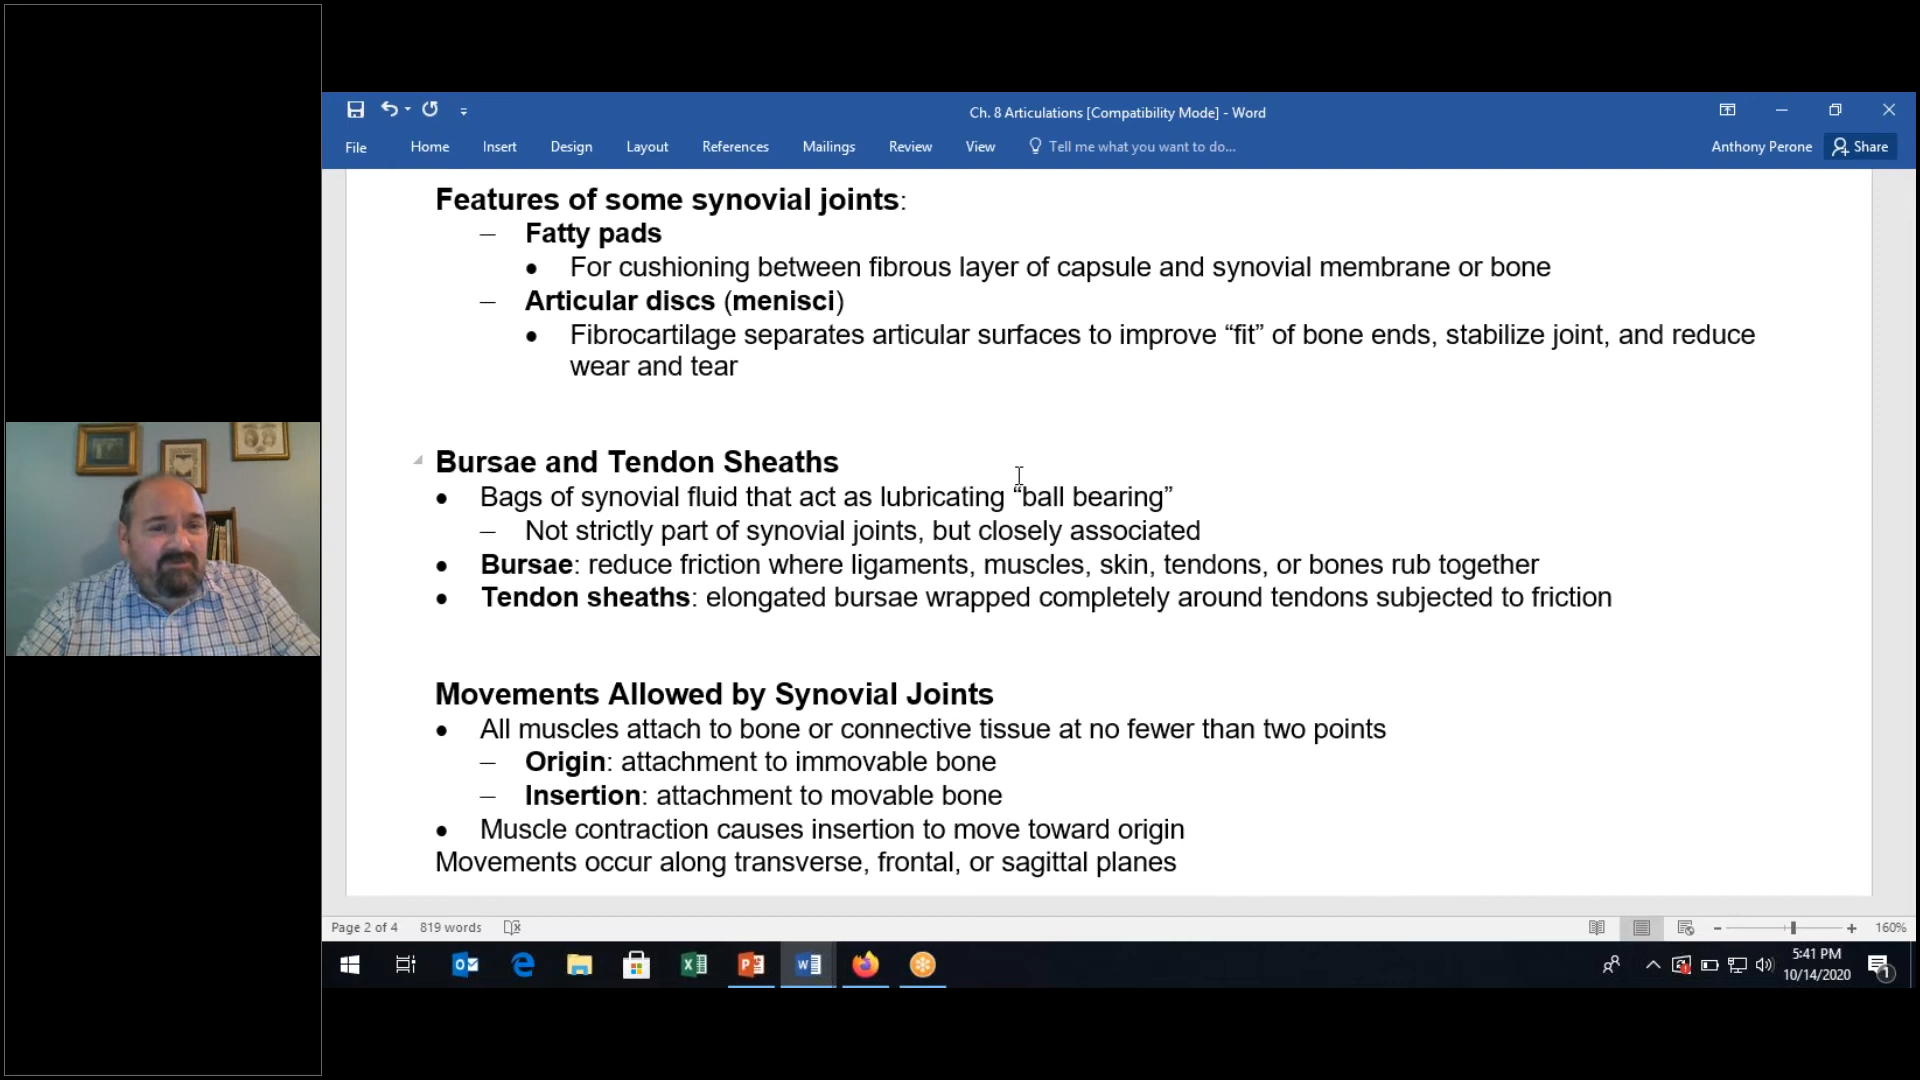 Ch. 8 Articulations [Compatibility Mode] - Word
File Home Insert Design Layout References Mailings Review View Tell me what you want to do... Anthony Perone Share
Features of some synovial joints:
– Fatty pads
• For cushioning between fibrous layer of capsule and synovial membrane or bone
– Articular discs (menisci)
• Fibrocartilage separates articular surfaces to improve “fit” of bone ends, stabilize joint, and reduce
wear and tear
Bursae and Tendon Sheaths
• Bags of synovial fluid that act as lubricating “ball bearing”
– Not strictly part of synovial joints, but closely associated
• Bursae: reduce friction where ligaments, muscles, skin, tendons, or bones rub together
• Tendon sheaths: elongated bursae wrapped completely around tendons subjected to friction
Movements Allowed by Synovial Joints
• All muscles attach to bone or connective tissue at no fewer than two points
– Origin: attachment to immovable bone
– Insertion: attachment to movable bone
• Muscle contraction causes insertion to move toward origin
Movements occur along transverse, frontal, or sagittal planes
Page 2 of 4 819 words 160%
5:41 PM
10/14/2020
1